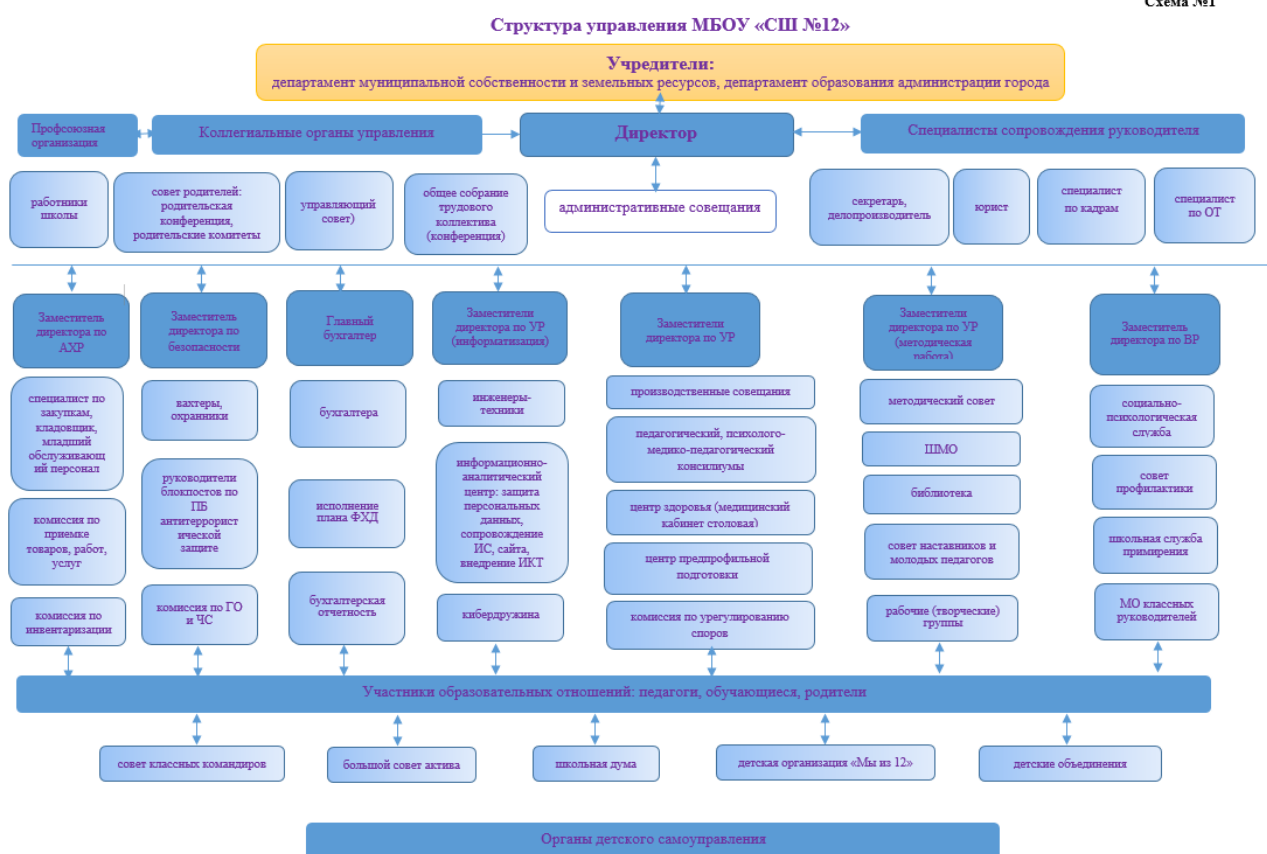 Схема №1
Структура управления МБОУ «СШ №12»
Учредители:
департамент муниципальной собственности и земельных ресурсов, департамент образования администрации города
Профсоюзная
организация
Коллегиальные органы управления
Директор
Специалисты сопровождения руководителя
работники
школы
совет родителей:
родительская
конференция,
родительские комитеты
управляющий
совет)
общее собрание
трудового
коллектива
(конференция)
административные совещания
секретарь,
делопроизводитель
юрист
специалист
по кадрам
специалист
по ОТ
Заместитель
директора по
АХР
Заместитель
директора по
безопасности
Главный
бухгалтер
Заместители
директора по УР
(информатизация)
Заместители
директора по УР
Заместители
директора по УР
(методическая
работа)
Заместитель
директора по ВР
специалист по
закупкам,
кладовщик,
младший
обслуживающ
ий персонал
комиссия по
приемке
товаров, работ,
услуг
комиссия по
инвентаризации
вахтеры,
охранники
руководители
блокпостов по
ПБ
антитеррорист
ической
защите
комиссия по ГО
и ЧС
бухгалтера
исполнение
плана ФХД
бухгалтерская
отчетность
инженеры-
техники
информационно-
аналитический
центр: защита
персональных
данных,
сопровождение
ИС, сайта,
внедрение ИКТ
кибердружина
производственные совещания
педагогический, психолого-
медико-педагогический
консилиумы
центр здоровья (медицинский
кабинет столовая)
центр предпрофильной
подготовки
комиссия по урегулированию
споров
методический совет
ШМО
библиотека
совет наставников и
молодых педагогов
рабочие (творческие)
группы
социально-
психологическая
служба
совет
профилактики
школьная служба
примирения
МО классных
руководителей
Участники образовательных отношений: педагоги, обучающиеся, родители
совет классных командиров
большой совет актива
школьная дума
детская организация «Мы из 12»
детские объединения
Органы детского самоуправления